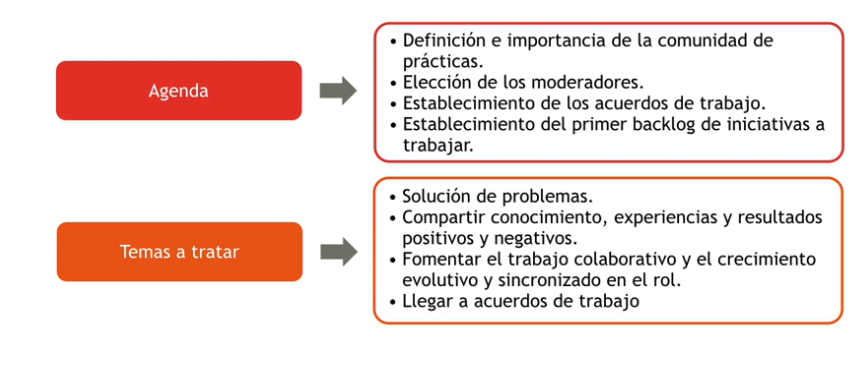 Agenda
• Definición e importancia de la comunidad de
prácticas.
• Elección de los moderadores.
• Establecimiento de los acuerdos de trabajo.
• Establecimiento del primer backlog de iniciativas a
trabajar.
Temas a tratar
• Solución de problemas.
• Compartir conocimiento, experiencias y resultados
positivos y negativos.
• Fomentar el trabajo colaborativo y el crecimiento
evolutivo y sincronizado en el rol.
• Llegar a acuerdos de trabajo